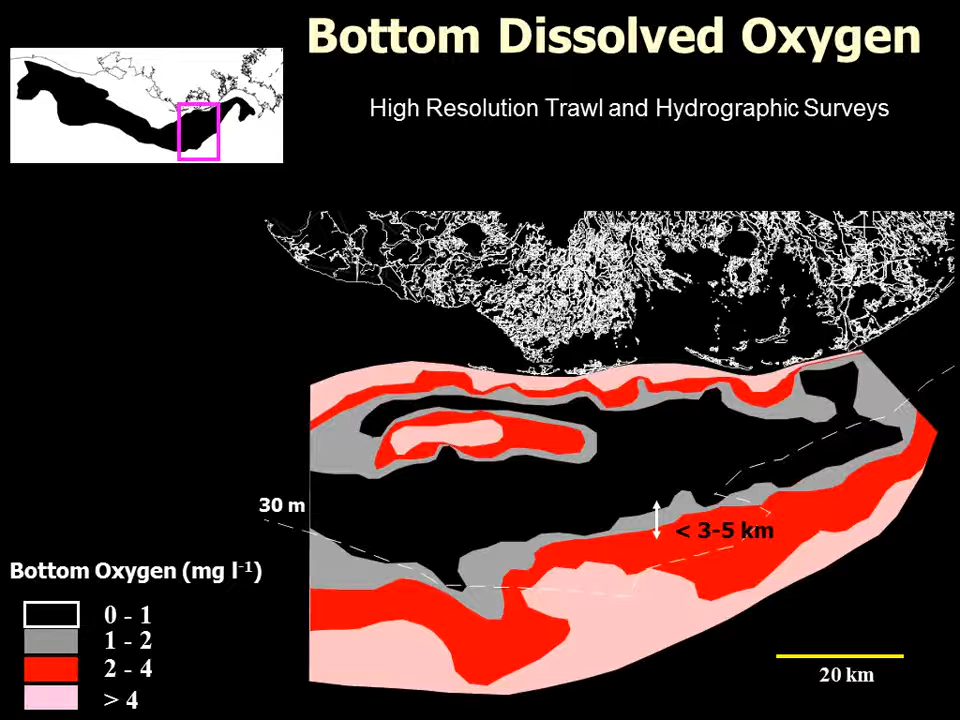 Bottom Dissolved Oxygen
High Resolution Trawl and Hydrographic Surveys
30 m
< 3-5 km
Bottom Oxygen (mg l⁻¹)
0 - 1
1 - 2
2 - 4
> 4
20 km